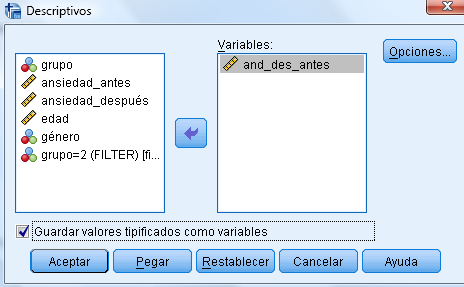 Descriptivos
Variables:
grupo
ansiedad_antes
ansiedad_después
edad
género
grupo=2 (FILTER) [fi...
and_des_antes
Opciones...
Guardar valores tipificados como variables
Aceptar
Pegar
Restablecer
Cancelar
Ayuda